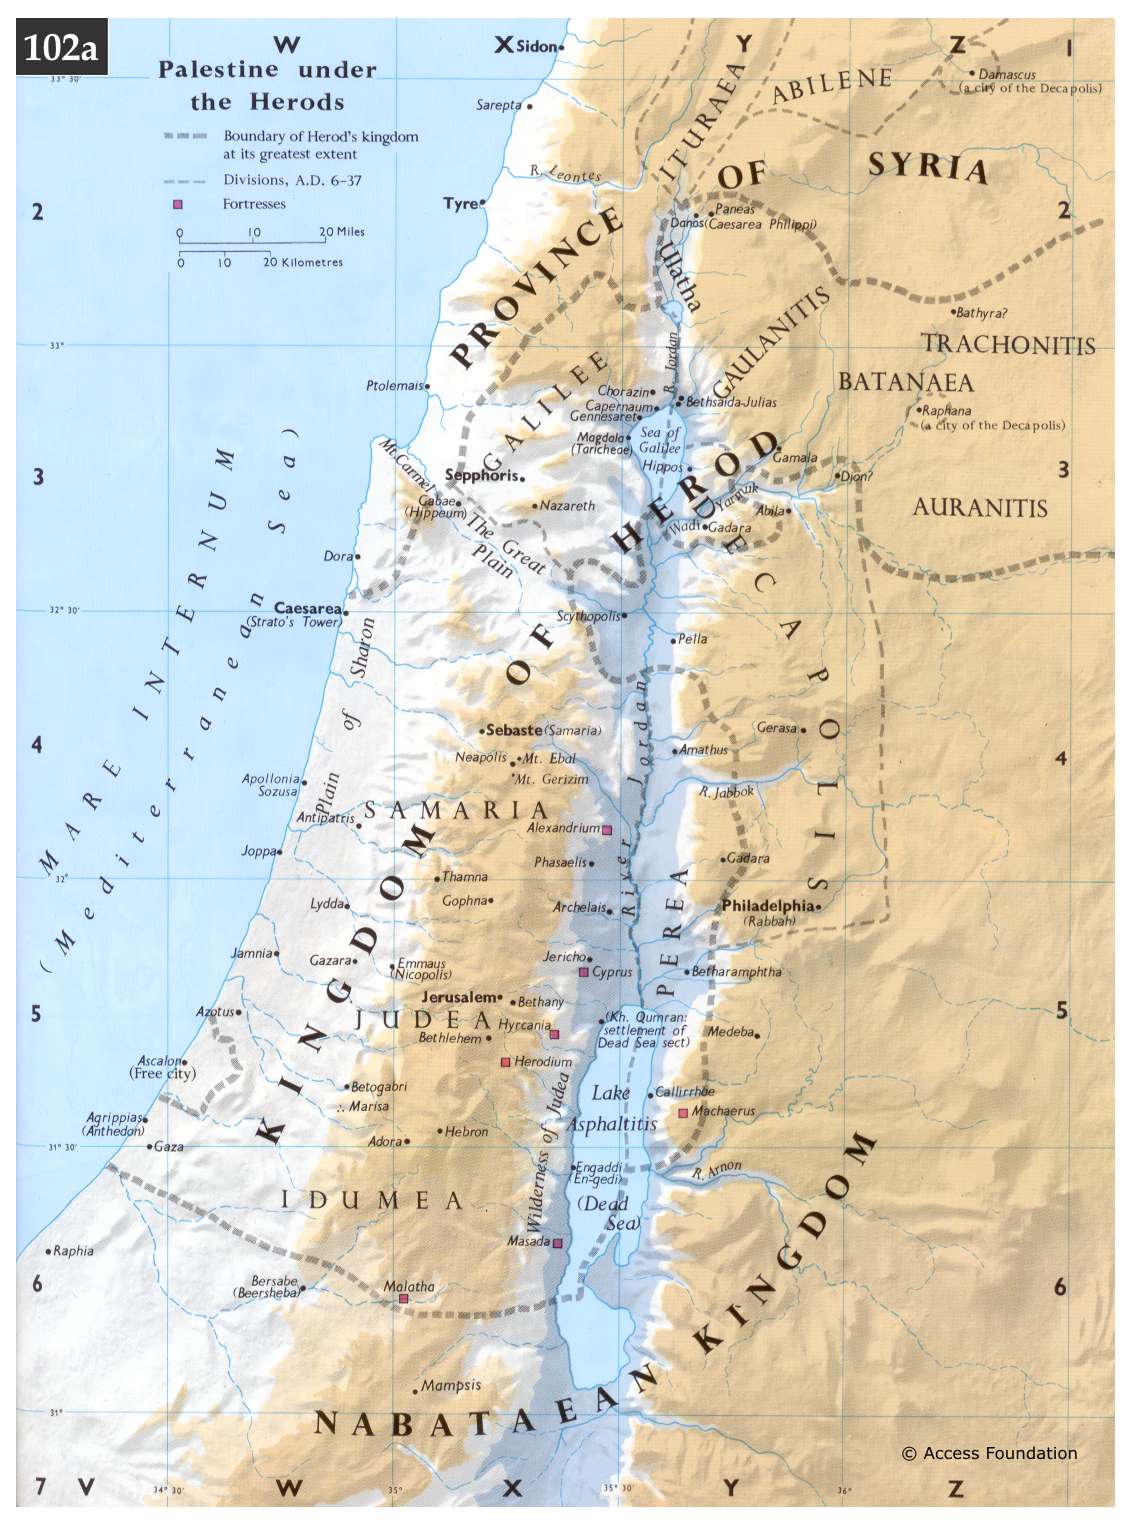 102a
W
X
Y
Z
1
Palestine under
the Herods
Boundary of Herod's kingdom
at its greatest extent
Divisions, A.D. 6–37
Fortresses
0 10 20 Miles
0 10 20 Kilometres
33° 30'
Sidon
Sarepta
ITURAEA
ABILENE
Damascus
(a city of the Decapolis)
R. Leontes
PROVINCE OF SYRIA
2
Tyre
2
Paneas
Danos
(Caesarea Philippi)
Ulatha
Bathyra?
33°
TRACHONITIS
GAULANITIS
R. Jordan
BATANAEA
Ptolemais
GALILEE
Chorazin
Capernaum
Gennesaret
Bethsaida-Julias
Raphana
(a city of the Decapolis)
Magdala
(Taricheae)
Sea of
Galilee
Hippos
Gamala
Dion?
3
Mt. Carmel
Sepphoris
3
Gabae
(Hippeum)
Nazareth
Wadi Yarmuk
Abila
Gadara
AURANITIS
The Great
Plain
DECAPOLIS
Dora
32° 30'
Caesarea
(Strato's Tower)
Scythopolis
Pella
Plain of Sharon
KINGDOM OF HEROD
MARE INTERNUM
(Mediterranean Sea)
4
Sebaste (Samaria)
Gerasa
4
Neapolis
Mt. Ebal
Mt. Gerizim
Amathus
River Jordan
R. Jabbok
Apollonia
Sozusa
Antipatris
SAMARIA
Alexandrium
Joppa
Phasaelis
Gadara
32°
Thamna
Gophna
Lydda
Archelais
Philadelphia
(Rabbah)
PEREA
Jamnia
Gazara
Emmaus
(Nicopolis)
Jericho
Cyprus
Betharamphtha
Jerusalem
Bethany
5
Azotus
JUDEA
Hyrcania
Bethlehem
(Kh. Qumran:
settlement of
Dead Sea sect)
Medeba
5
Ascalon
(Free city)
Herodium
Betogabri
Marisa
Lake
Asphaltitis
Callirrhoe
Machaerus
Agrippias
(Anthedon)
Gaza
Adora
Hebron
31° 30'
Wilderness of Judea
Engaddi
(En-gedi)
R. Arnon
IDUMEA
(Dead
Sea)
Raphia
Masada
6
Bersabe
(Beersheba)
Malatha
6
Mampsis
NABATAEAN KINGDOM
31°
© Access Foundation
7
V
W
X
Y
Z
34° 30'
35°
35° 30'
36°